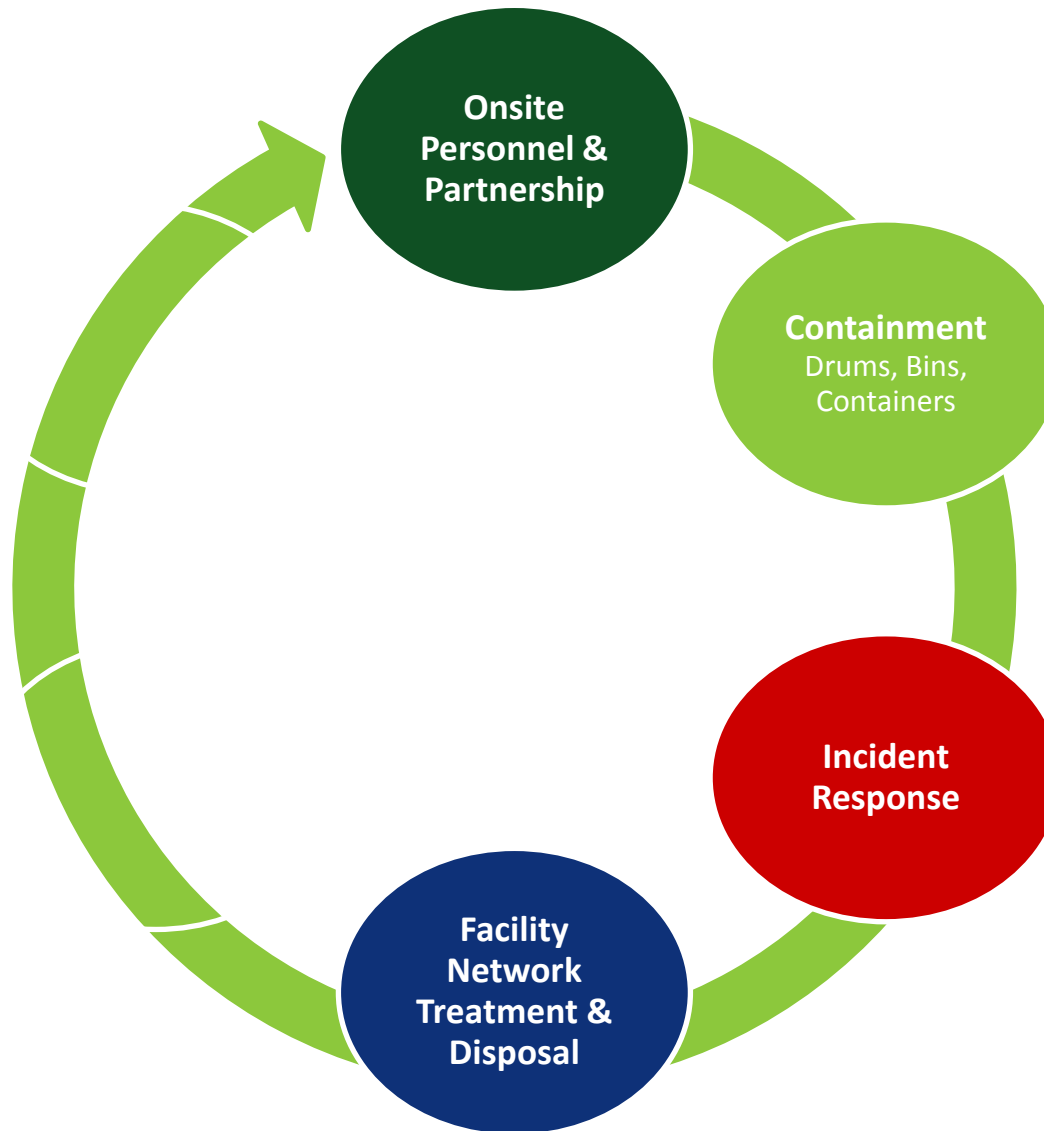 Onsite
Personnel &
Partnership
Containment
Drums, Bins,
Containers
Incident
Response
Facility
Network
Treatment &
Disposal